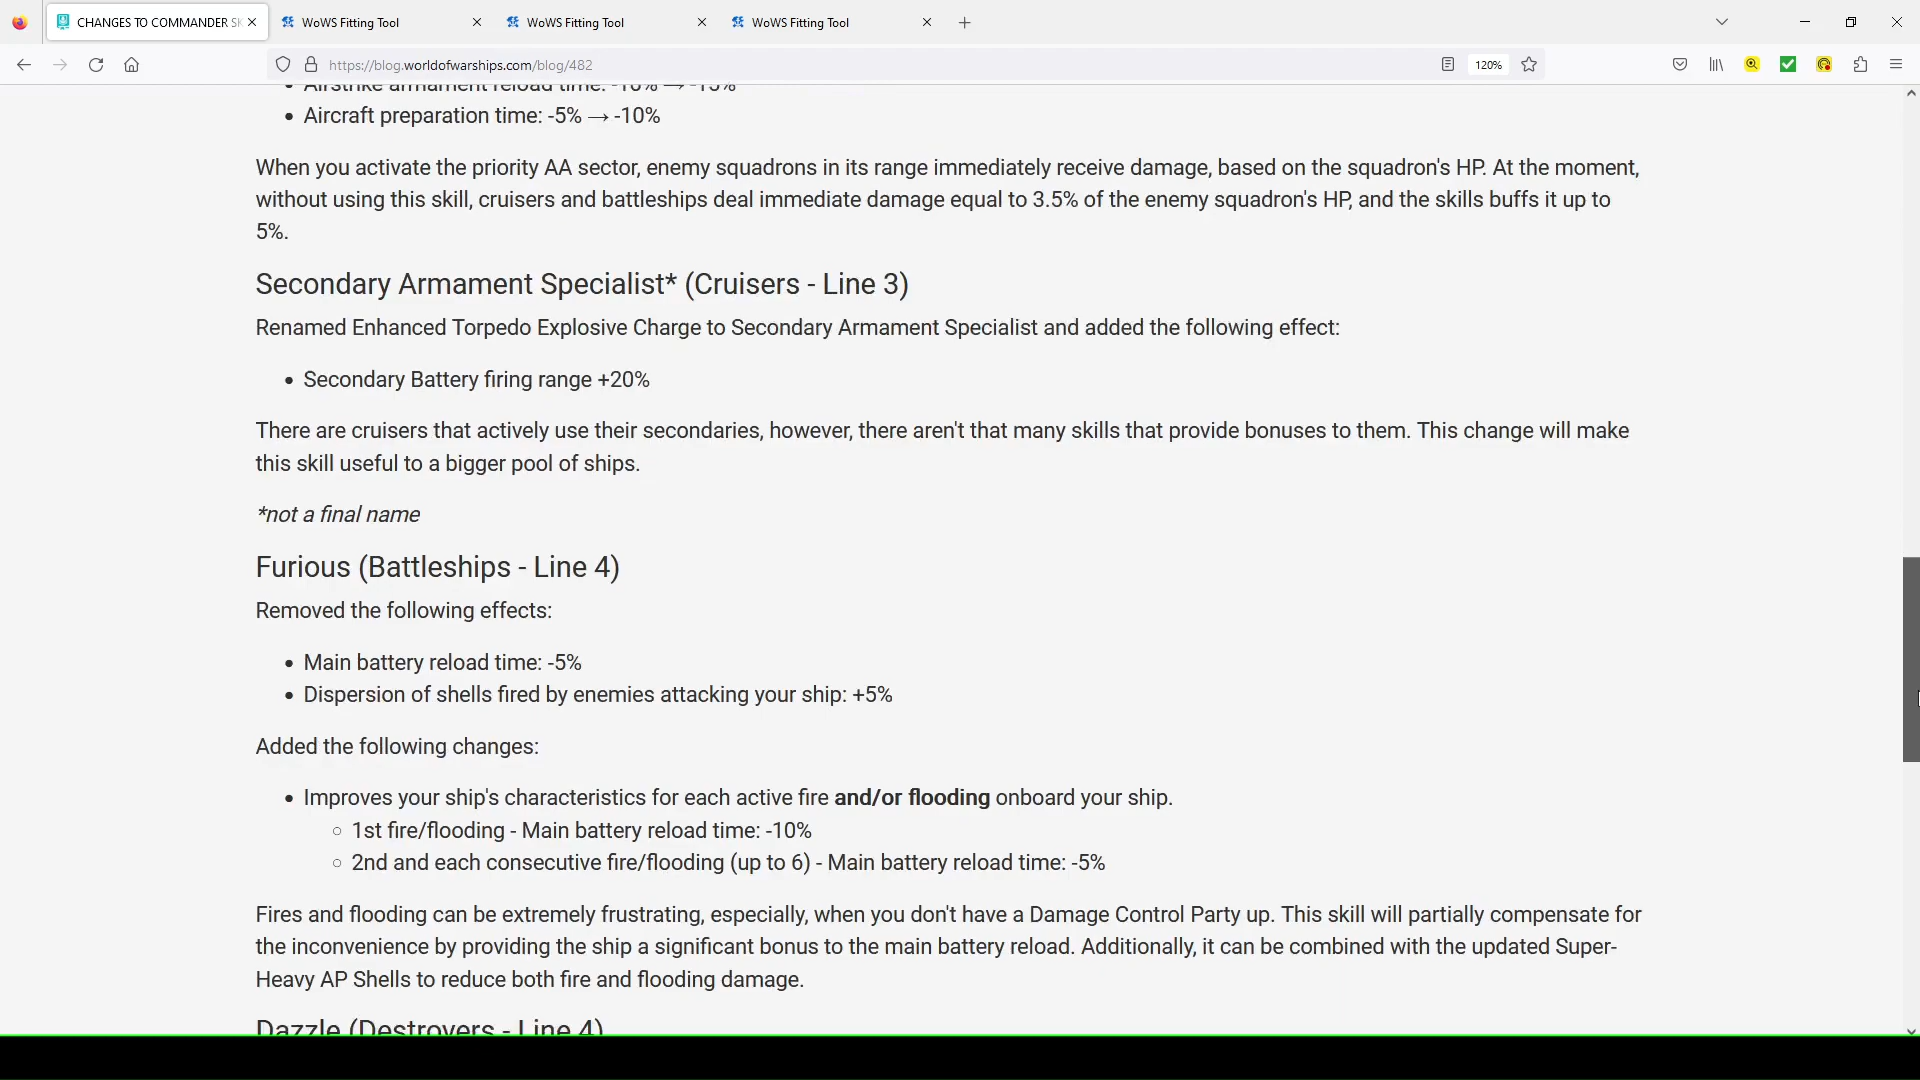 CHANGES TO COMMANDER SK
WoWS Fitting Tool
WoWS Fitting Tool
WoWS Fitting Tool
https://blog.worldofwarships.com/blog/482
120%
• Airstrike armament reload time: -10% → -15%
• Aircraft preparation time: -5% → -10%
When you activate the priority AA sector, enemy squadrons in its range immediately receive damage, based on the squadron's HP. At the moment,
without using this skill, cruisers and battleships deal immediate damage equal to 3.5% of the enemy squadron's HP, and the skills buffs it up to
5%.
Secondary Armament Specialist* (Cruisers - Line 3)
Renamed Enhanced Torpedo Explosive Charge to Secondary Armament Specialist and added the following effect:
• Secondary Battery firing range +20%
There are cruisers that actively use their secondaries, however, there aren't that many skills that provide bonuses to them. This change will make
this skill useful to a bigger pool of ships.
*not a final name
Furious (Battleships - Line 4)
Removed the following effects:
• Main battery reload time: -5%
• Dispersion of shells fired by enemies attacking your ship: +5%
Added the following changes:
• Improves your ship's characteristics for each active fire and/or flooding onboard your ship.
○ 1st fire/flooding - Main battery reload time: -10%
○ 2nd and each consecutive fire/flooding (up to 6) - Main battery reload time: -5%
Fires and flooding can be extremely frustrating, especially, when you don't have a Damage Control Party up. This skill will partially compensate for
the inconvenience by providing the ship a significant bonus to the main battery reload. Additionally, it can be combined with the updated Super-
Heavy AP Shells to reduce both fire and flooding damage.
Dazzle (Destroyers - Line 4)